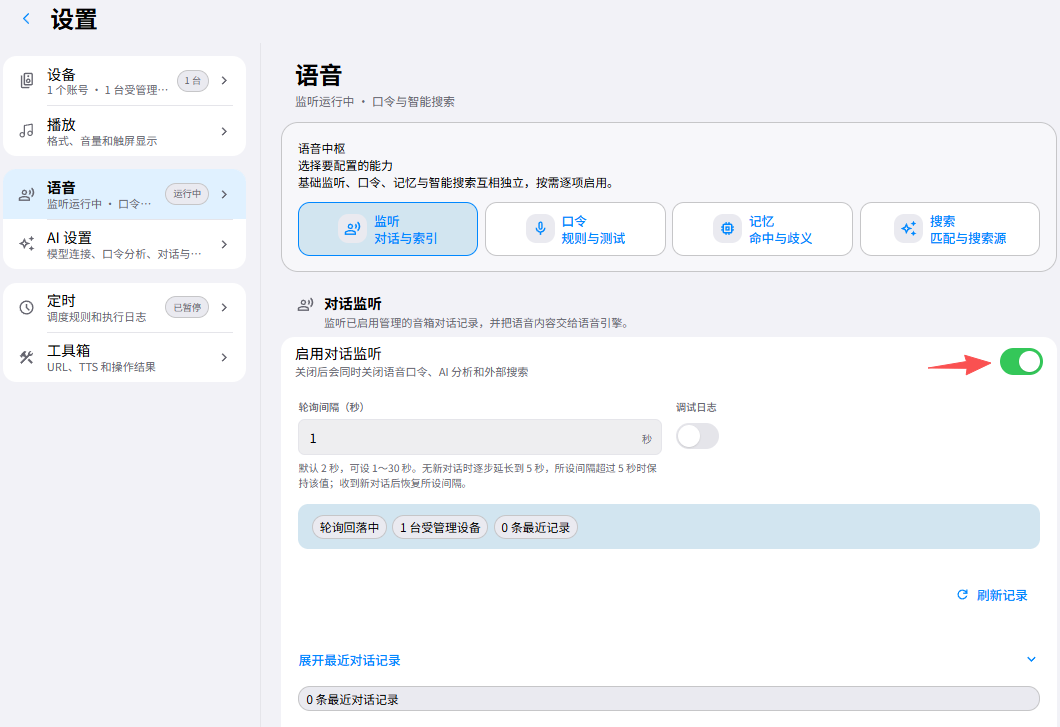 设置
设备
1 个账号 · 1 台受管理…
1 台
播放
格式、音量和触屏显示
语音
监听运行中 · 口令…
运行中
AI 设置
模型连接、口令分析、对话与…
定时
调度规则和执行日志
已暂停
工具箱
URL、TTS 和操作结果
语音
监听运行中 · 口令与智能搜索
语音中枢
选择要配置的能力
基础监听、口令、记忆与智能搜索互相独立，按需逐项启用。
监听
对话与索引
口令
规则与测试
记忆
命中与歧义
搜索
匹配与搜索源
对话监听
监听已启用管理的音箱对话记录，并把语音内容交给语音引擎。
启用对话监听
关闭后会同时关闭语音口令、AI 分析和外部搜索
轮询间隔（秒）
调试日志
1
秒
默认 2 秒，可设 1～30 秒。无新对话时逐步延长到 5 秒，所设间隔超过 5 秒时保
持该值；收到新对话后恢复所设间隔。
轮询回落中
1 台受管理设备
0 条最近记录
刷新记录
展开最近对话记录
0 条最近对话记录